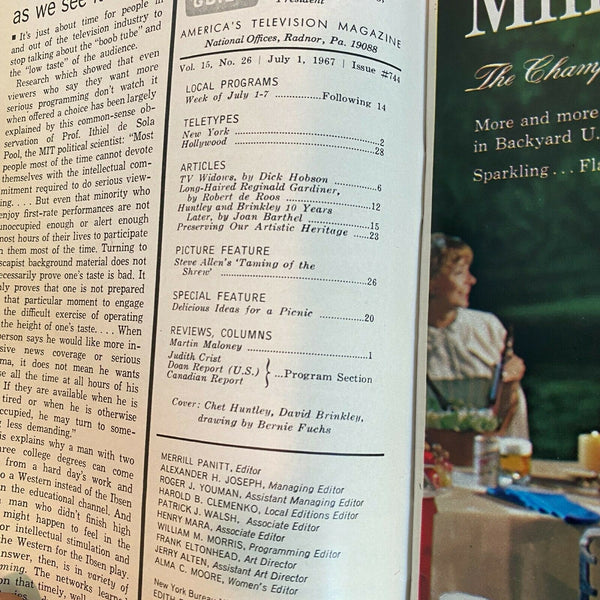 as we see it
■ It's just about time for people in
and out of the television industry to
stop talking about the "boob tube" and
the "low taste" of the audience.
Research which showed that even
viewers who say they want more
serious programming don't watch it
when offered a choice has been largely
explained by this common-sense ob-
servation of Prof. Ithiel de Sola
Pool, the MIT political scientist: "Most
people most of the time cannot devote
themselves with the intellectual com-
mitment required to do serious view-
ing. . . . But even that minority who
enjoy first-rate performances are not
unoccupied enough or alert enough
most hours of their lives to participate
in them most of the time. Turning to
escapist background material does not
necessarily prove one's taste is bad. It
only proves that one is not prepared
that particular moment to engage
the difficult exercise of operating
the height of one's taste. . . . When
person says he would like more in-
sive news coverage or serious
ma, it does not mean he wants
se all the time at all hours of his
If they are available when he is
tired or when he is otherwise
occupied, he may turn to some-
less demanding."
is explains why a man with two
three college degrees can come
from a hard day's work and
o a Western instead of the Ibsen
n the educational channel. And
man who didn't finish high
might happen to feel in the
or intellectual stimulation and
the Western for the Ibsen play.
nswer, then, is in variety of
ming. The networks learned
on that timely, well
GUIDE
President
AMERICA'S TELEVISION MAGAZINE
National Offices, Radnor, Pa. 19088
Vol. 15, No. 26 | July 1, 1967 | Issue #744
LOCAL PROGRAMS
Week of July 1-7 ..............Following 14
TELETYPES
New York ..............2
Hollywood ..............28
ARTICLES
TV Widows, by Dick Hobson ..............6
Long-Haired Reginald Gardiner,
by Robert de Roos ..............12
Huntley and Brinkley 10 Years
Later, by Joan Barthel ..............15
Preserving Our Artistic Heritage .....23
PICTURE FEATURE
Steve Allen's 'Taming of the
Shrew' ..............26
SPECIAL FEATURE
Delicious Ideas for a Picnic ..............20
REVIEWS, COLUMNS
Martin Maloney ..............1
Judith Crist
Doan Report (U.S.) } ...Program Section
Canadian Report
Cover: Chet Huntley, David Brinkley,
drawing by Bernie Fuchs
MERRILL PANITT, Editor
ALEXANDER H. JOSEPH, Managing Editor
ROGER J. YOUMAN, Assistant Managing Editor
HAROLD B. CLEMENKO, Local Editions Editor
PATRICK J. WALSH, Associate Editor
HENRY MARA, Associate Editor
WILLIAM M. MORRIS, Programming Editor
FRANK ELTONHEAD, Art Director
JERRY ALTEN, Assistant Art Director
ALMA C. MOORE, Women's Editor
New York Bureau
EDITH
The Champ
More and more
in Backyard U.
Sparkling . . . Fla